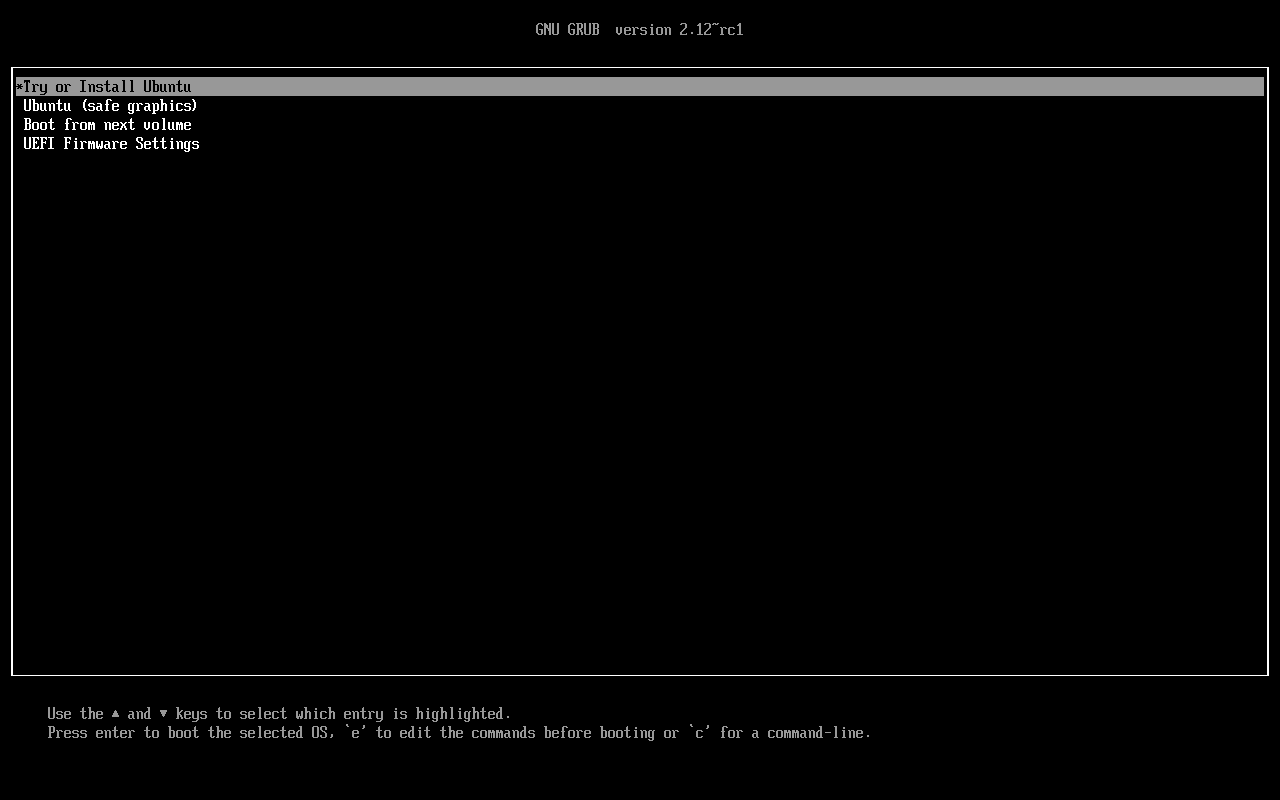 GNU GRUB  version 2.12~rc1
*Try or Install Ubuntu
Ubuntu (safe graphics)
Boot from next volume
UEFI Firmware Settings
Use the ▲ and ▼ keys to select which entry is highlighted.
Press enter to boot the selected OS, `e' to edit the commands before booting or `c' for a command-line.